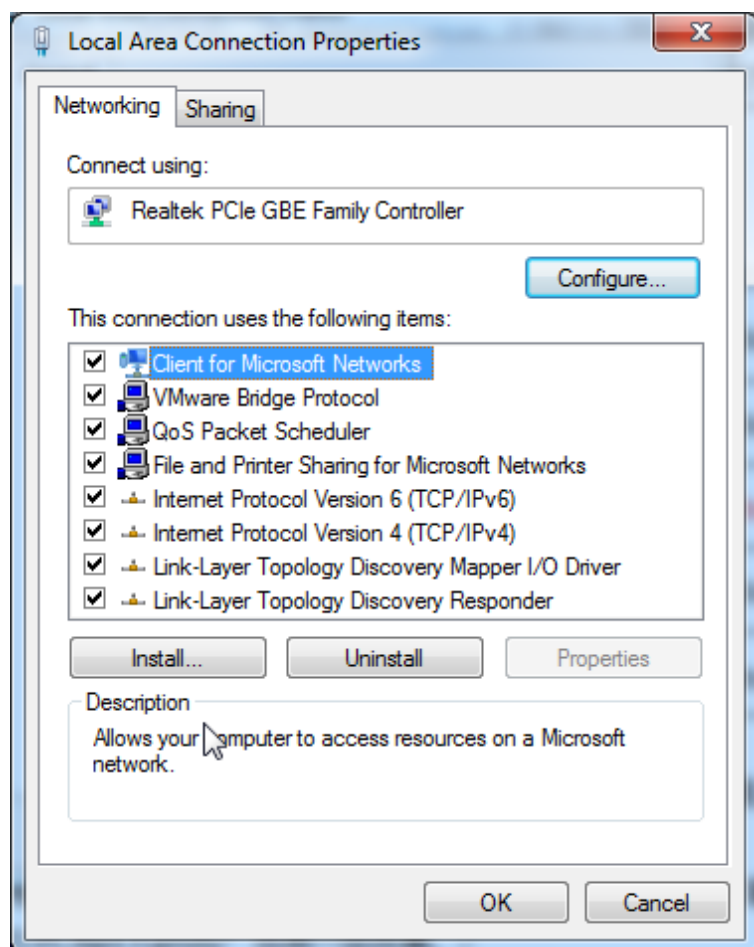 Local Area Connection Properties
Networking
Sharing
Connect using:
Realtek PCIe GBE Family Controller
Configure...
This connection uses the following items:
Client for Microsoft Networks
VMware Bridge Protocol
QoS Packet Scheduler
File and Printer Sharing for Microsoft Networks
Internet Protocol Version 6 (TCP/IPv6)
Internet Protocol Version 4 (TCP/IPv4)
Link-Layer Topology Discovery Mapper I/O Driver
Link-Layer Topology Discovery Responder
Install...
Uninstall
Properties
Description
Allows your computer to access resources on a Microsoft
network.
OK
Cancel